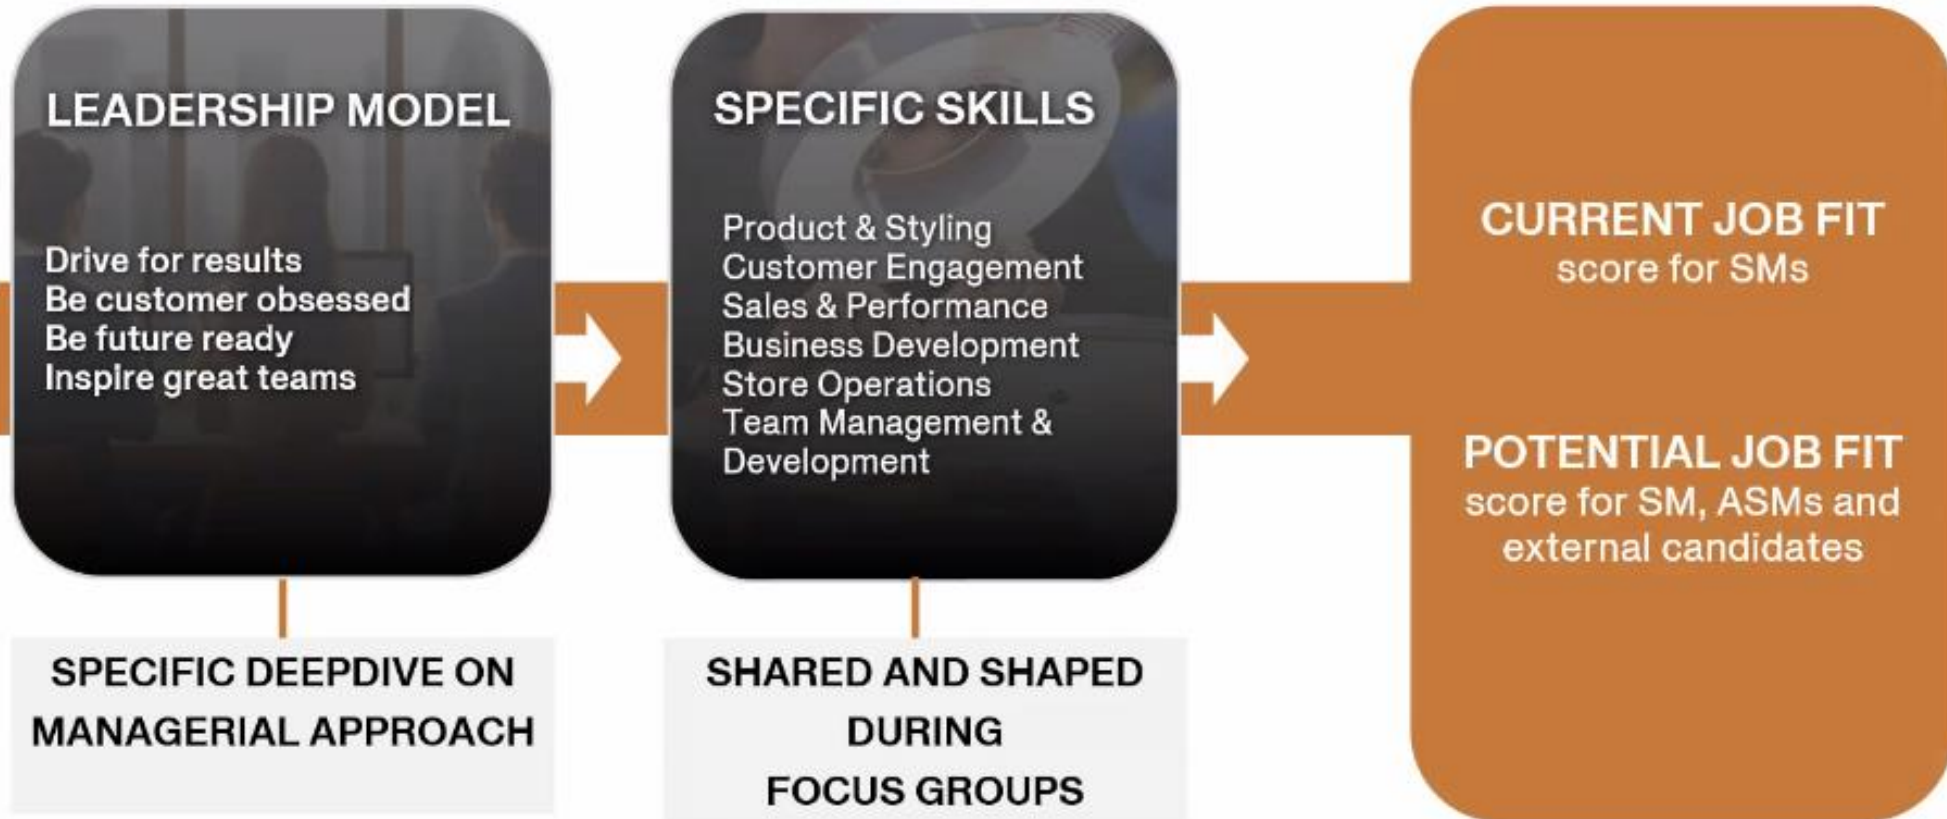 LEADERSHIP MODEL
Drive for results
Be customer obsessed
Be future ready
Inspire great teams
SPECIFIC DEEPDIVE ON
MANAGERIAL APPROACH
SPECIFIC SKILLS
Product & Styling
Customer Engagement
Sales & Performance
Business Development
Store Operations
Team Management &
Development
SHARED AND SHAPED
DURING
FOCUS GROUPS
CURRENT JOB FIT
score for SMs
POTENTIAL JOB FIT
score for SM, ASMs and
external candidates